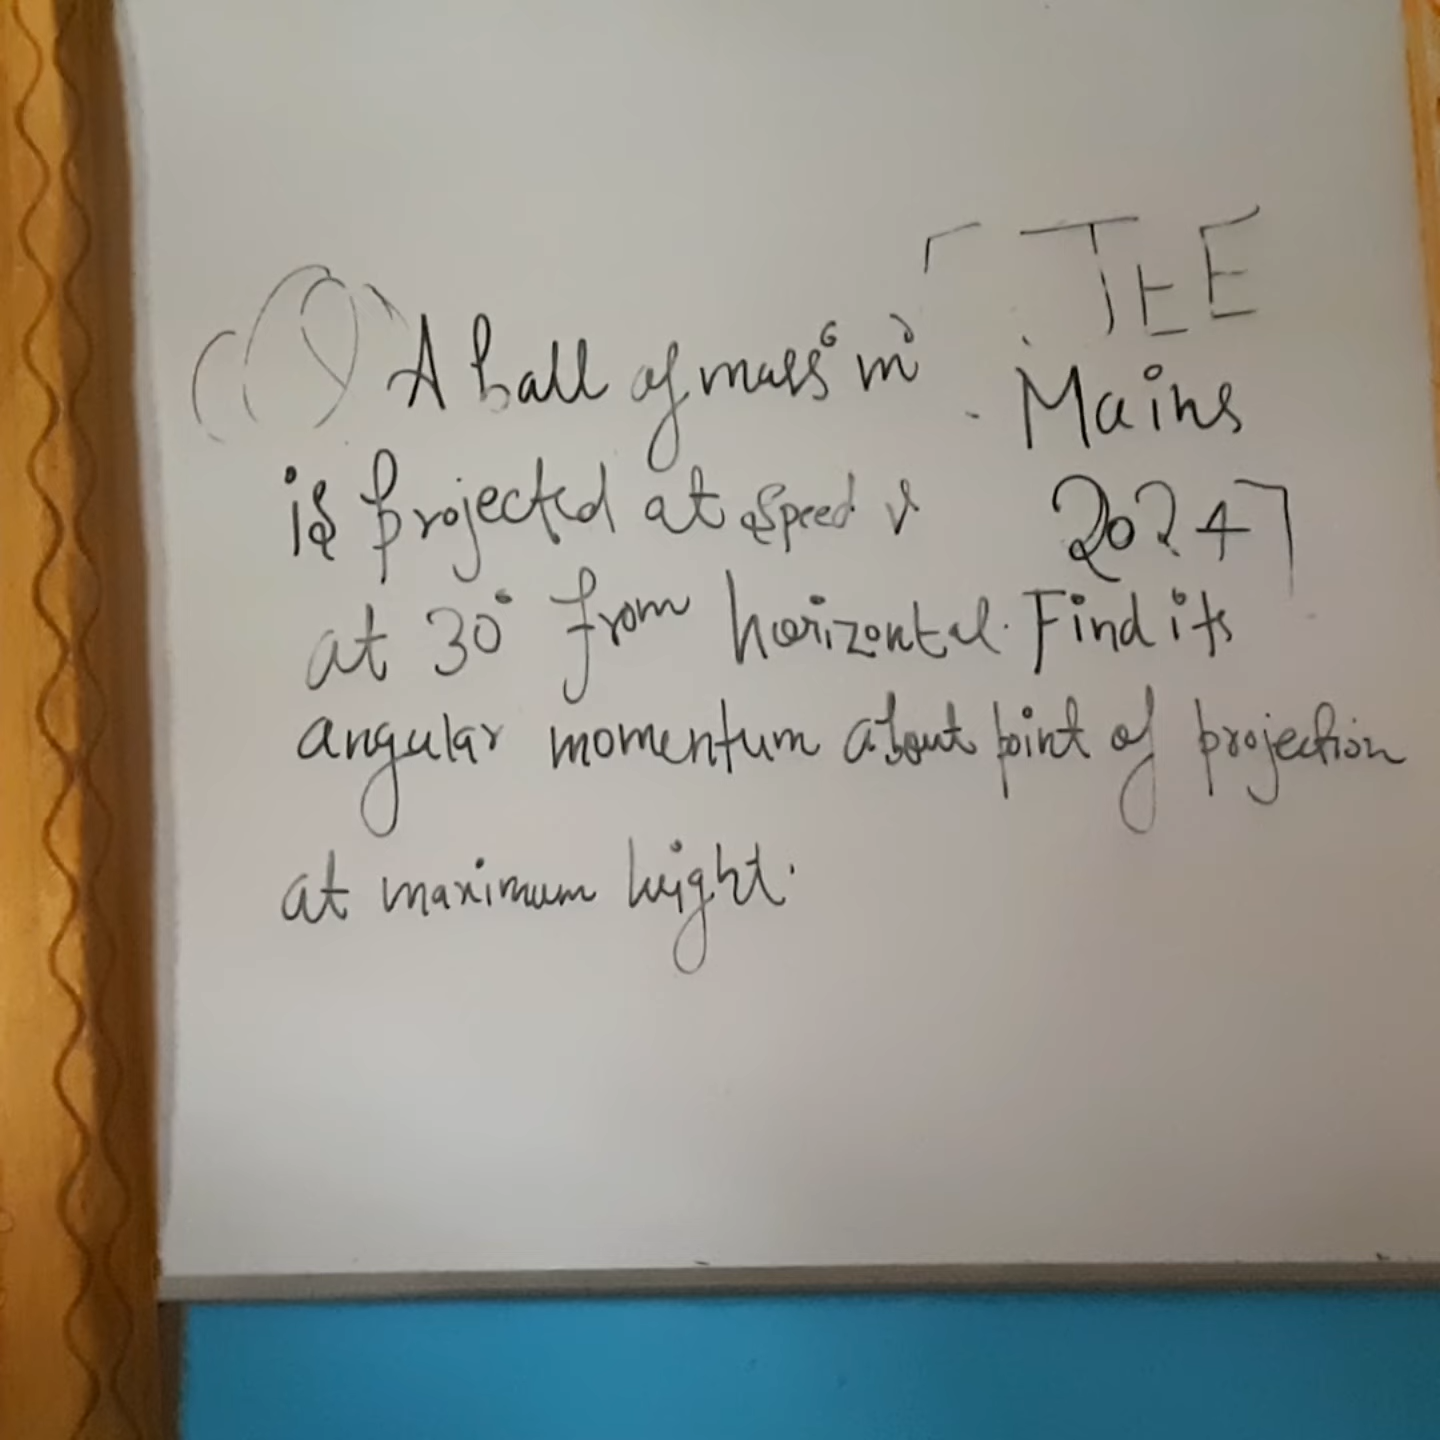 A ball of mass 'm'
is projected at speed v
at 30° from horizontal. Find its
angular momentum about point of projection
at maximum height.
[JEE
Mains
2024]